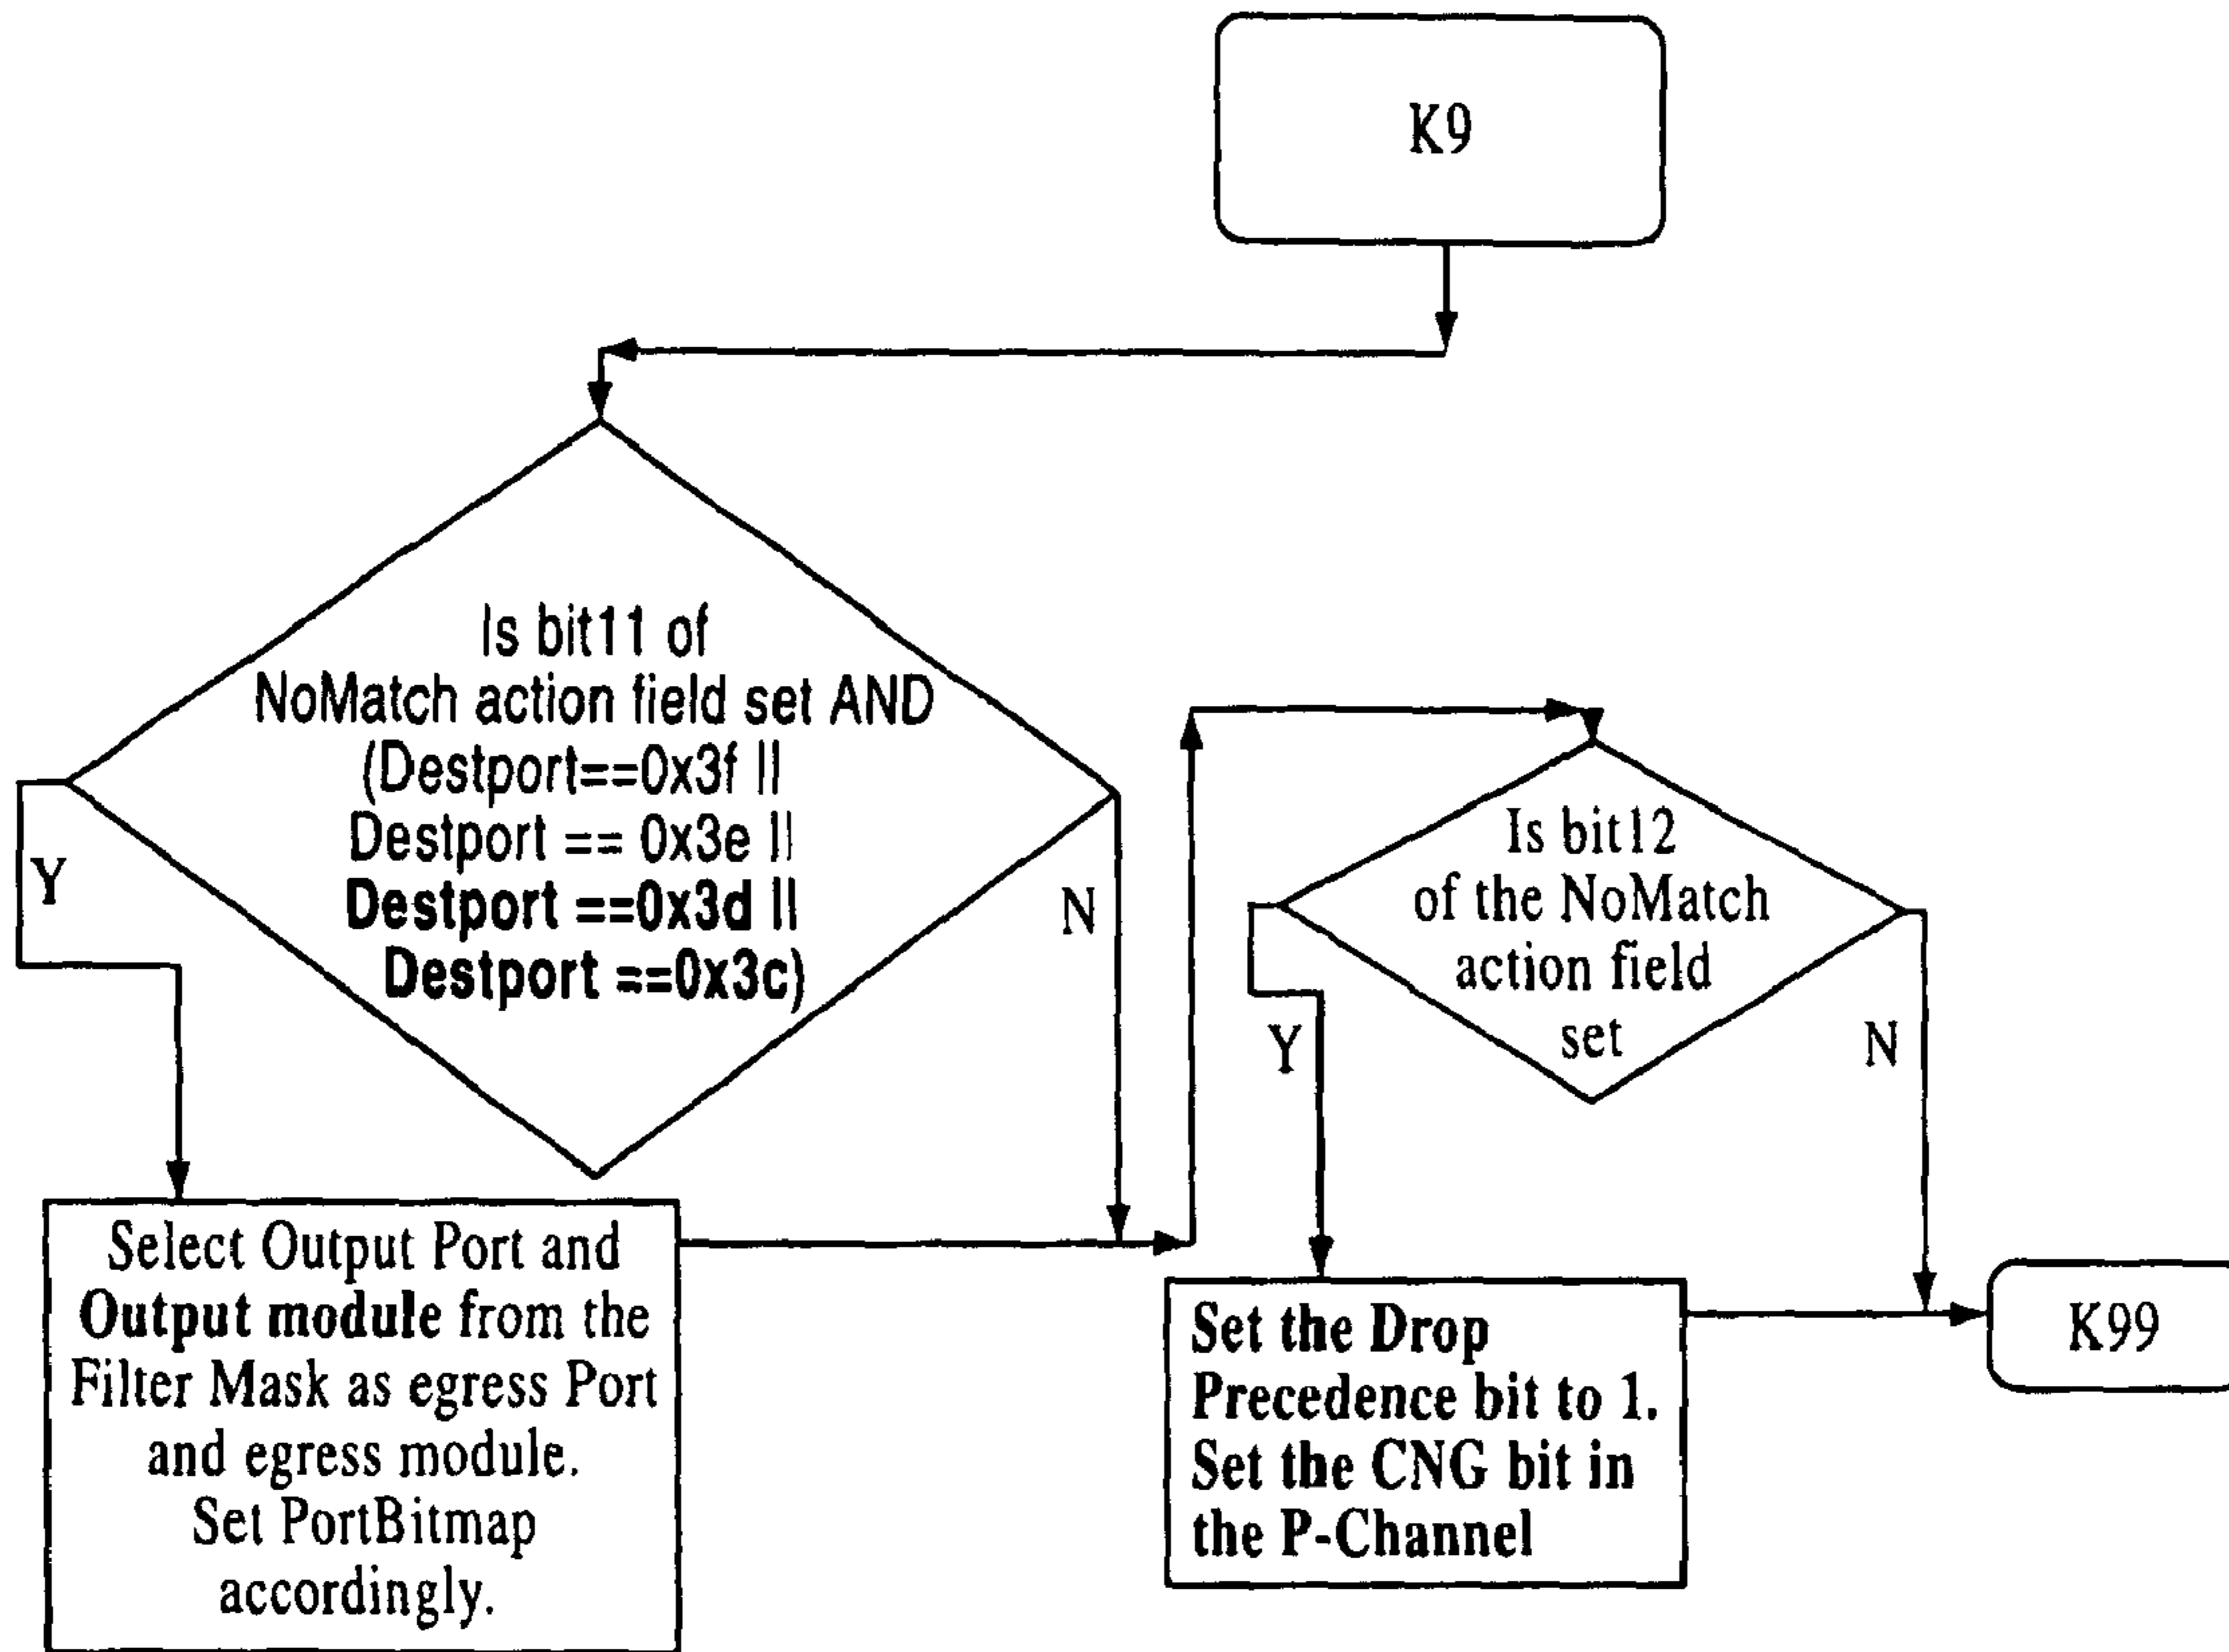 K9
Is bit11 of
NoMatch action field set AND
(Destport==0x3f ||
Destport == 0x3e ||
Destport ==0x3d ||
Destport ==0x3c)
Y
N
Select Output Port and
Output module from the
Filter Mask as egress Port
and egress module.
Set PortBitmap
accordingly.
Is bit12
of the NoMatch
action field
set
Y
N
Set the Drop
Precedence bit to 1.
Set the CNG bit in
the P-Channel
K99